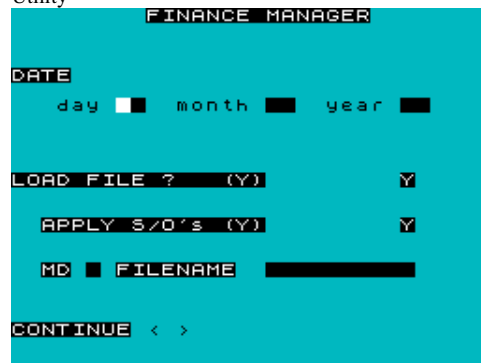 Utility
FINANCE MANAGER
DATE
day month year
LOAD FILE ? (Y) Y
APPLY S/O's (Y) Y
MD FILENAME
CONTINUE < >